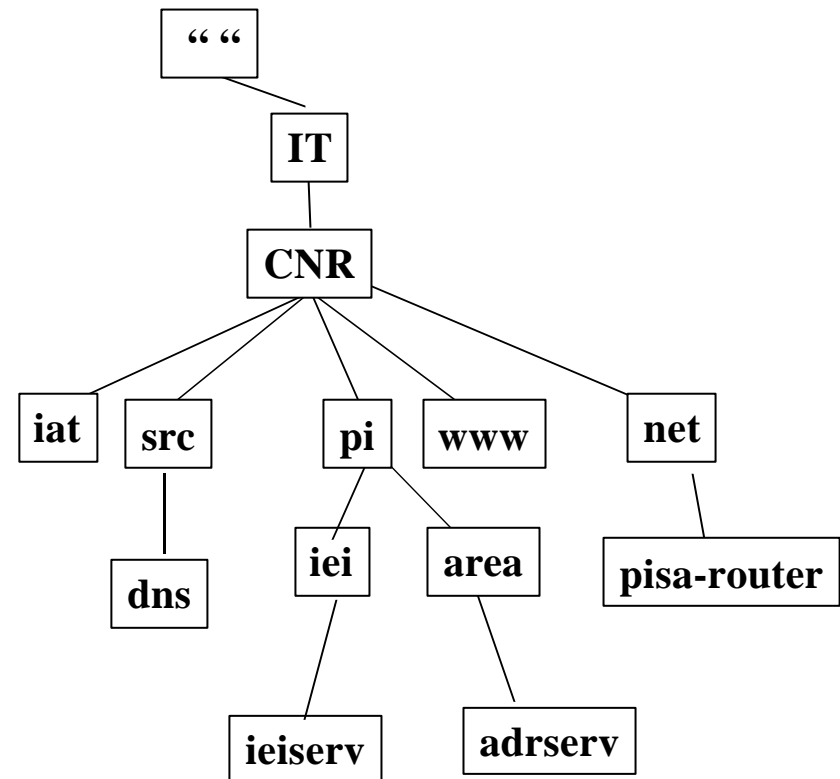 “ “
IT
CNR
iat
src
pi
www
net
iei
area
pisa-router
dns
ieiserv
adrserv